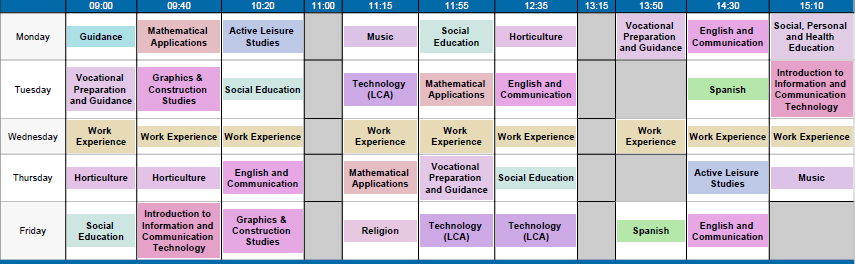 09:00 09:40 10:20 11:00 11:15 11:55 12:35 13:15 13:50 14:30 15:10
Monday
Guidance
Mathematical
Applications
Active Leisure
Studies
Music
Social
Education
Horticulture
Vocational
Preparation
and Guidance
English and
Communication
Social, Personal
and Health
Education
Tuesday
Vocational
Preparation
and Guidance
Graphics &
Construction
Studies
Social Education
Technology
(LCA)
Mathematical
Applications
English and
Communication
Spanish
Introduction to
Information and
Communication
Technology
Wednesday
Work
Experience
Work Experience
Work Experience
Work
Experience
Work
Experience
Work Experience
Work
Experience
Work Experience
Work Experience
Thursday
Horticulture
Horticulture
English and
Communication
Mathematical
Applications
Vocational
Preparation
and Guidance
Social Education
Active Leisure
Studies
Music
Friday
Social
Education
Introduction to
Information and
Communication
Technology
Graphics &
Construction
Studies
Religion
Technology
(LCA)
Technology
(LCA)
Spanish
English and
Communication